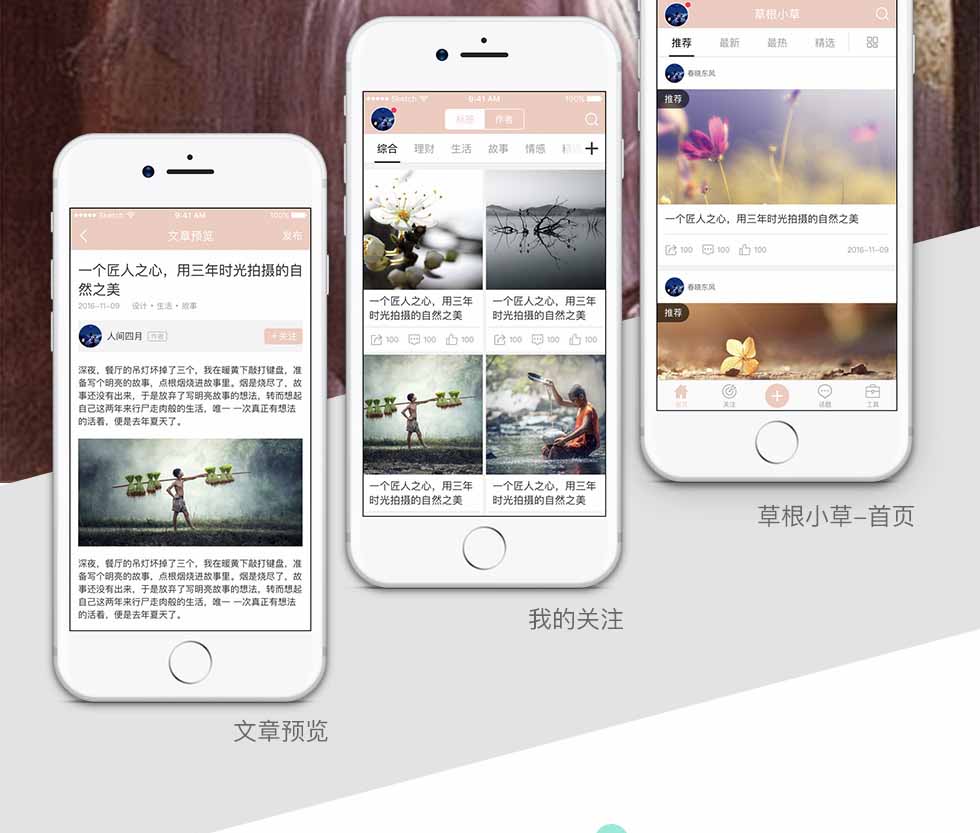 草根小草
推荐 最新 最热 精选
春晓东风
推荐
一个匠人之心，用三年时光拍摄的自然之美
100 100 100 2016-11-09
春晓东风
推荐
首页 关注 话题 工具
草根小草-首页
Sketch 9:41 AM 100%
标签 作者
综合 理财 生活 故事 情感
一个匠人之心，用三年
时光拍摄的自然之美
100 100 100
一个匠人之心，用三年
时光拍摄的自然之美
100 100 100
一个匠人之心，用三年
时光拍摄的自然之美
一个匠人之心，用三年
时光拍摄的自然之美
我的关注
Sketch 9:41 AM 100%
文章预览 发布
一个匠人之心，用三年时光拍摄的自
然之美
2016-11-09 设计 • 生活 • 故事
人间四月 作者 +关注
深夜，餐厅的吊灯坏掉了三个，我在暖黄下敲打键盘，准
备写个明亮的故事，点根烟烧进故事里。烟是烧尽了，故
事还没有出来，于是放弃了写明亮故事的想法，转而想起
自己这两年来行尸走肉般的生活，唯一 一次真正有想法
的活着，便是去年夏天了。
深夜，餐厅的吊灯坏掉了三个，我在暖黄下敲打键盘，准
备写个明亮的故事，点根烟烧进故事里。烟是烧尽了，故
事还没有出来，于是放弃了写明亮故事的想法，转而想起
自己这两年来行尸走肉般的生活，唯一 一次真正有想法
的活着，便是去年夏天了。
文章预览